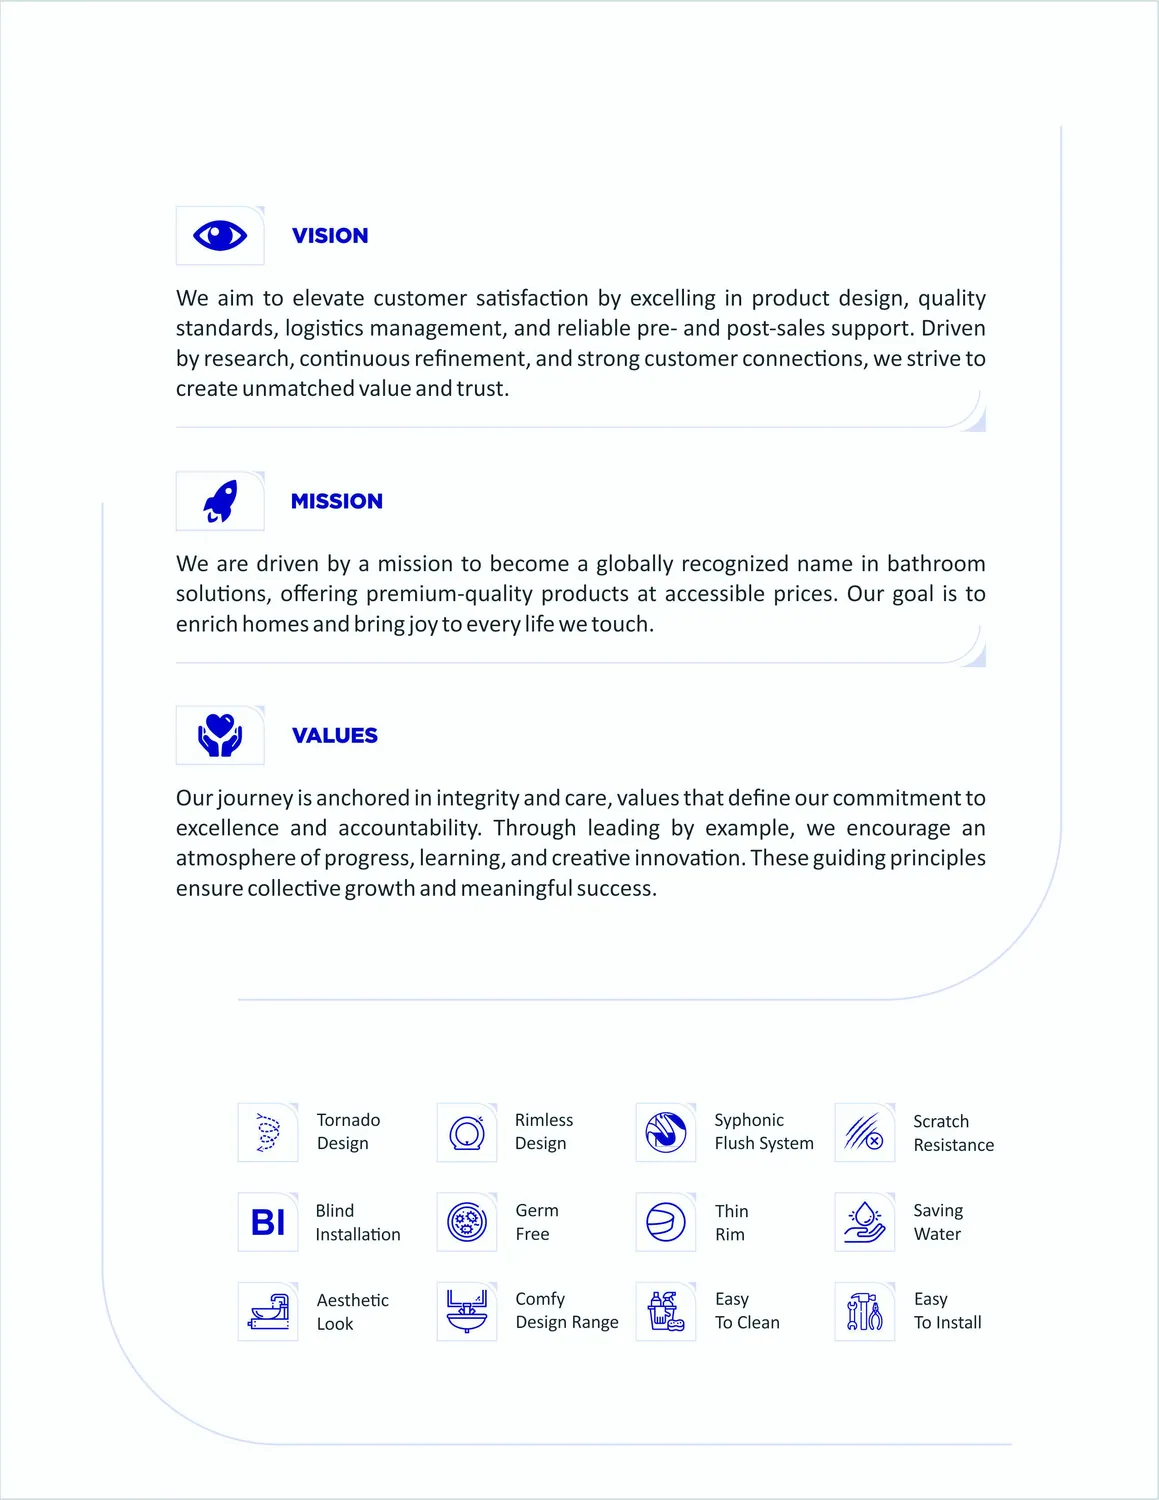 VISION
We aim to elevate customer satisfaction by excelling in product design, quality
standards, logistics management, and reliable pre- and post-sales support. Driven
by research, continuous refinement, and strong customer connections, we strive to
create unmatched value and trust.
MISSION
We are driven by a mission to become a globally recognized name in bathroom
solutions, offering premium-quality products at accessible prices. Our goal is to
enrich homes and bring joy to every life we touch.
VALUES
Our journey is anchored in integrity and care, values that define our commitment to
excellence and accountability. Through leading by example, we encourage an
atmosphere of progress, learning, and creative innovation. These guiding principles
ensure collective growth and meaningful success.
Tornado
Design
Rimless
Design
Syphonic
Flush System
Scratch
Resistance
BI
Blind
Installation
Germ
Free
Thin
Rim
Saving
Water
Aesthetic
Look
Comfy
Design Range
Easy
To Clean
Easy
To Install